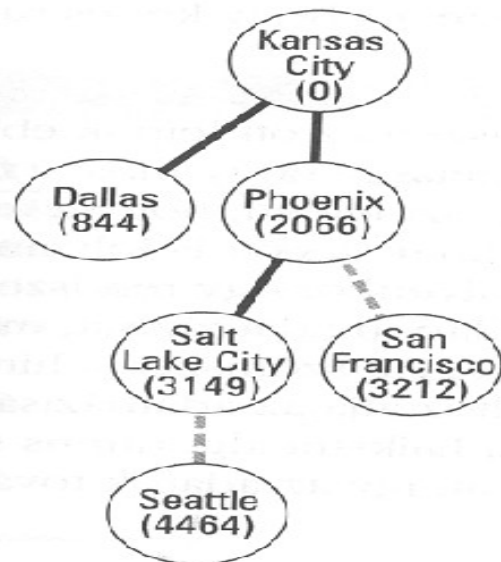 Kansas
City
(0)
Dallas
(844)
Phoenix
(2066)
Salt
Lake City
(3149)
San
Francisco
(3212)
Seattle
(4464)